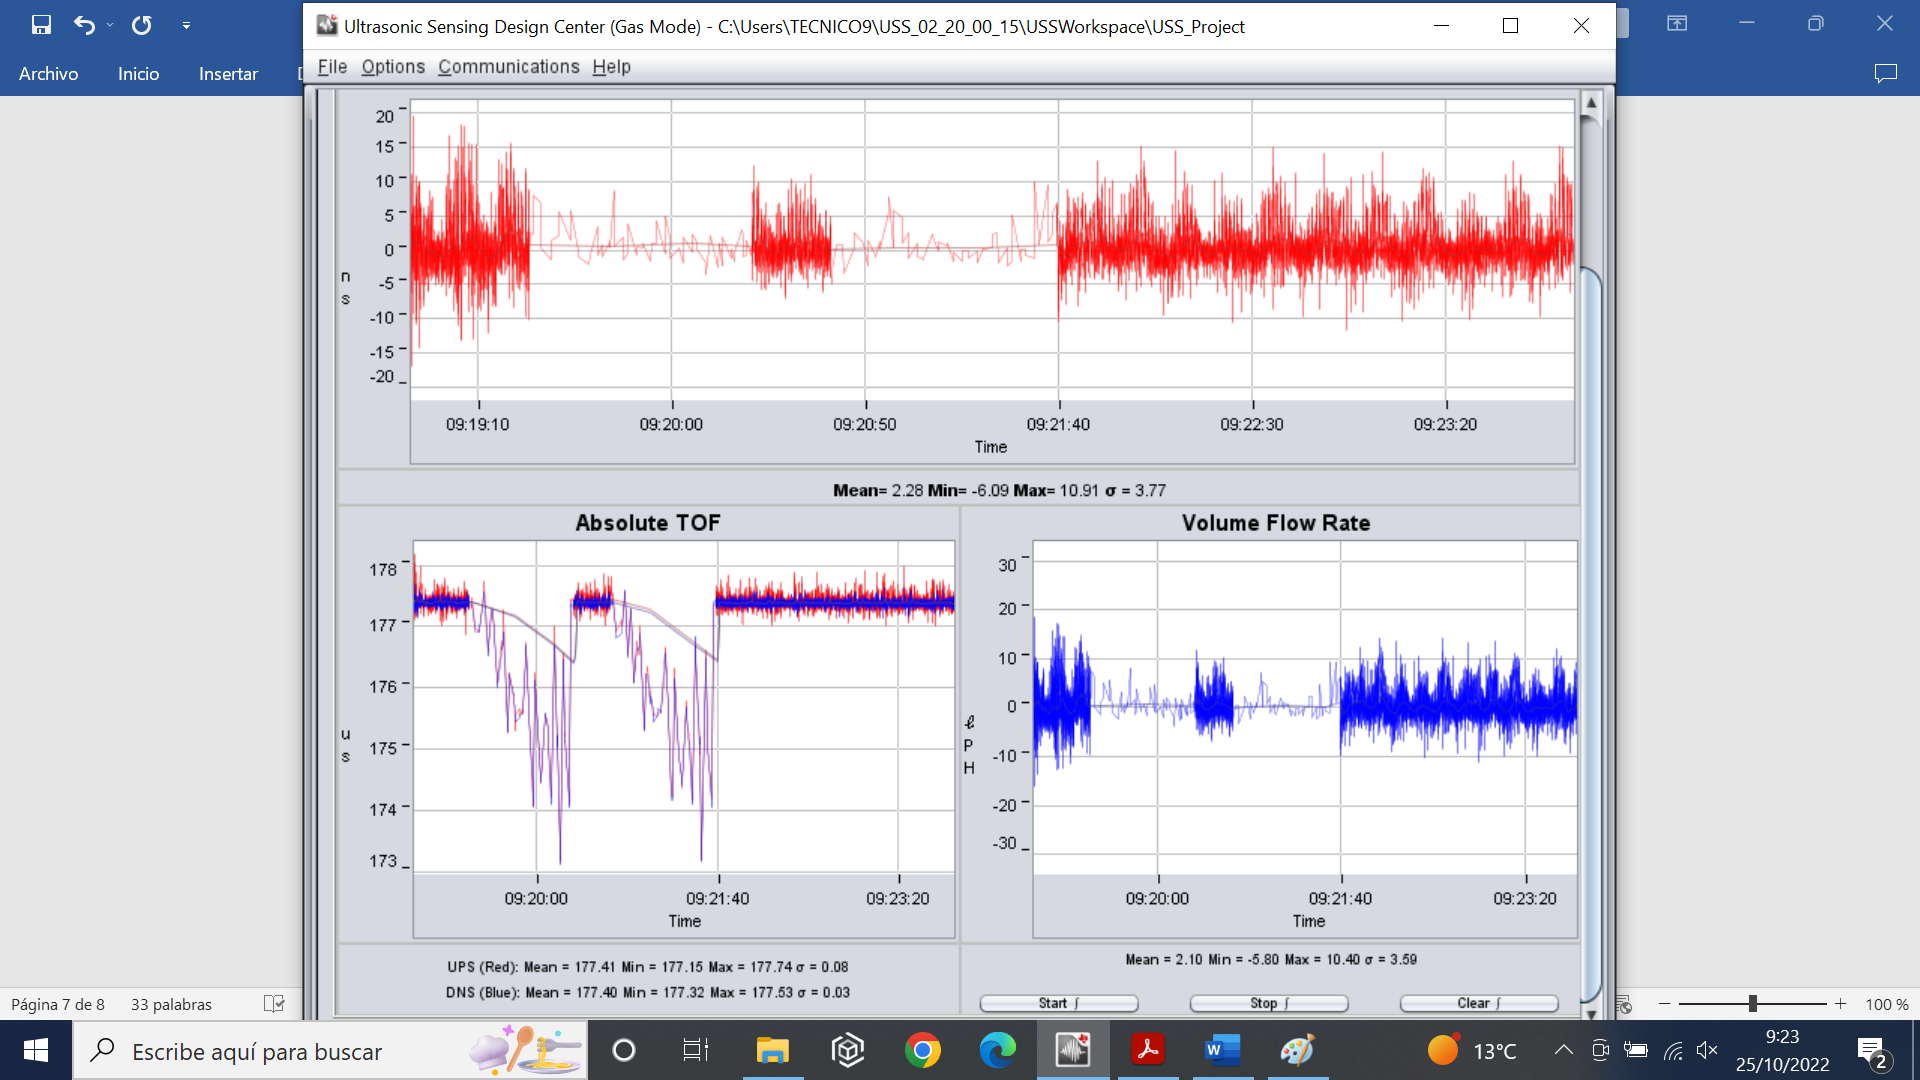 Ultrasonic Sensing Design Center (Gas Mode) - C:\Users\TECNICO9\USS_02_20_00_15\USSWorkspace\USS_Project
Archivo Inicio Insertar
File Options Communications Help
20
15
10
5
0
-5
-10
-15
-20
n
s
09:19:10 09:20:00 09:20:50 09:21:40 09:22:30 09:23:20
Time
Mean= 2.28 Min= -6.09 Max= 10.91 σ = 3.77
Absolute TOF
178
177
176
175
174
173
u
s
09:20:00 09:21:40 09:23:20
Time
UPS (Red): Mean = 177.41 Min = 177.15 Max = 177.74 σ = 0.08
DNS (Blue): Mean = 177.40 Min = 177.32 Max = 177.53 σ = 0.03
Volume Flow Rate
30
20
10
0
-10
-20
-30
ℓ
P
H
09:20:00 09:21:40 09:23:20
Time
Mean = 2.10 Min = -5.80 Max = 10.40 σ = 3.59
Start ∫ Stop ∫ Clear ∫
Página 7 de 8 33 palabras 100 %
Escribe aquí para buscar
13°C
9:23
25/10/2022
2